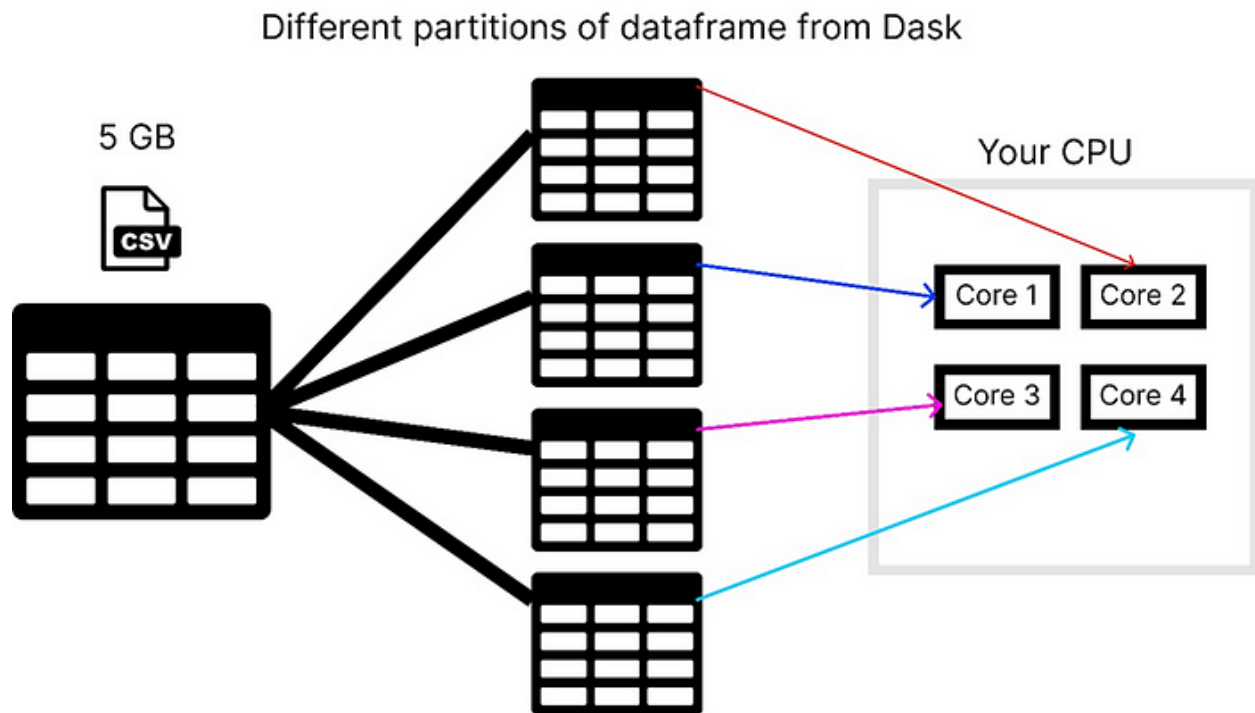 Different partitions of dataframe from Dask
5 GB
CSV
Your CPU
Core 1
Core 2
Core 3
Core 4